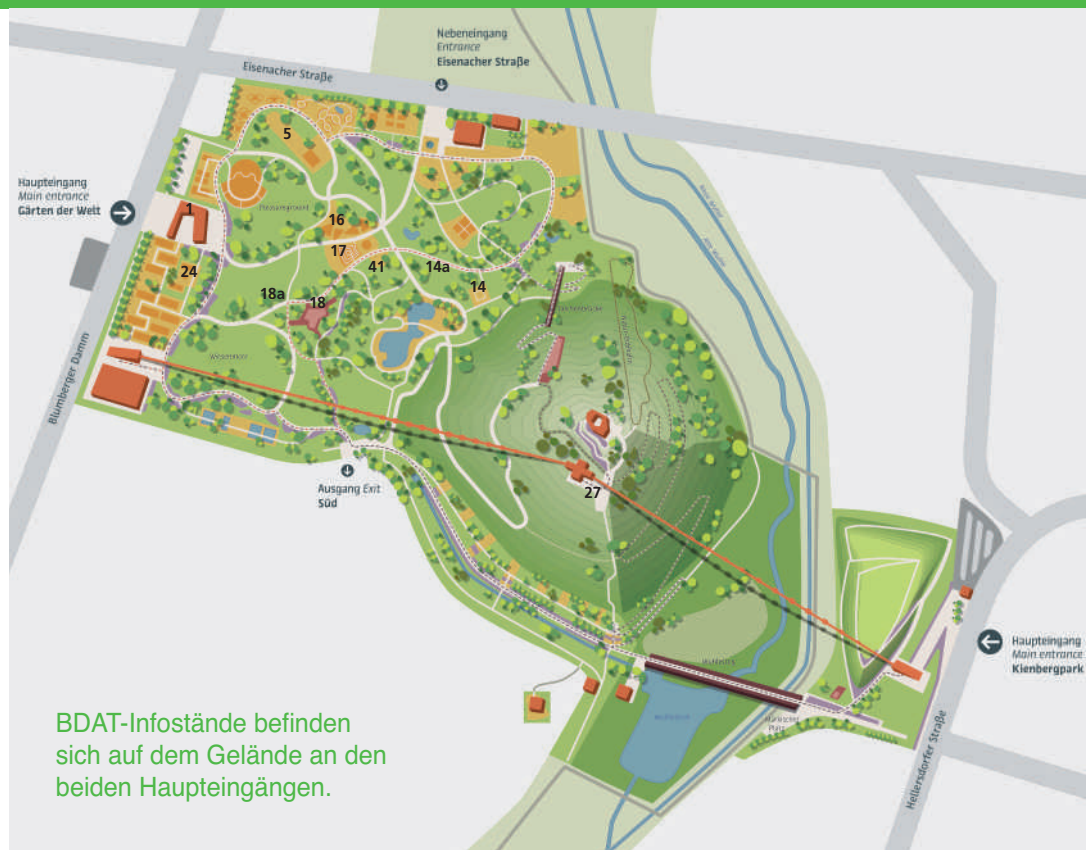 Nebeneingang
Entrance
Eisenacher Straße
Eisenacher Straße
5
Haupteingang
Main entrance
Gärten der Welt
1
16
17
41
14a
14
24
18a
18
Blumberger Damm
27
Ausgang Exit
Süd
Haupteingang
Main entrance
Kienbergpark
Hellersdorfer Straße
BDAT-Infostände befinden
sich auf dem Gelände an den
beiden Haupteingängen.